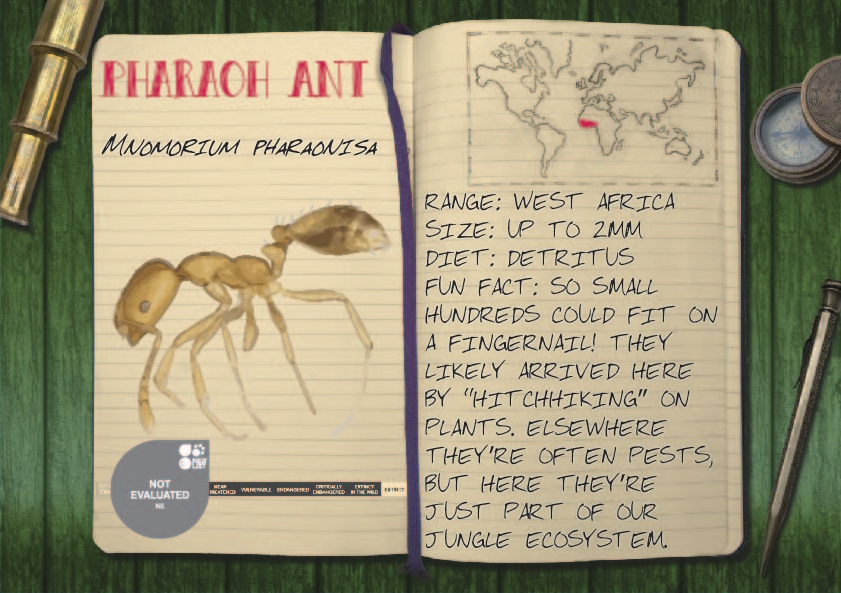 PHARAOH ANT
MNOMORIUM PHARAONISA
RANGE: WEST AFRICA
SIZE: UP TO 2MM
DIET: DETRITUS
FUN FACT: SO SMALL
HUNDREDS COULD FIT ON
A FINGERNAIL! THEY
LIKELY ARRIVED HERE
BY "HITCHHIKING" ON
PLANTS. ELSEWHERE
THEY'RE OFTEN PESTS,
BUT HERE THEY'RE
JUST PART OF OUR
JUNGLE ECOSYSTEM.
NOT
EVALUATED
NE
NEAR
THREATENED
VULNERABLE
ENDANGERED
CRITICALLY
ENDANGERED
EXTINCT
IN THE WILD
EXTINCT